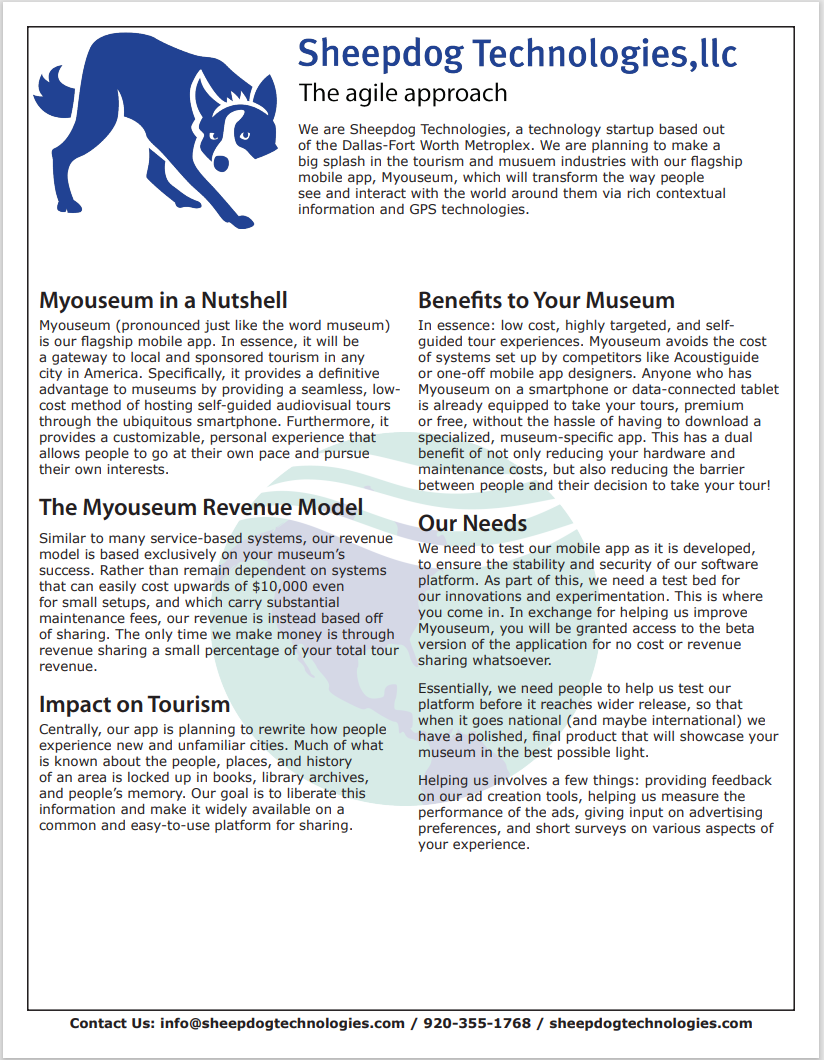 Sheepdog Technologies,llc
The agile approach
We are Sheepdog Technologies, a technology startup based out
of the Dallas-Fort Worth Metroplex. We are planning to make a
big splash in the tourism and musuem industries with our flagship
mobile app, Myouseum, which will transform the way people
see and interact with the world around them via rich contextual
information and GPS technologies.
Myouseum in a Nutshell
Myouseum (pronounced just like the word museum)
is our flagship mobile app. In essence, it will be
a gateway to local and sponsored tourism in any
city in America. Specifically, it provides a definitive
advantage to museums by providing a seamless, low-
cost method of hosting self-guided audiovisual tours
through the ubiquitous smartphone. Furthermore, it
provides a customizable, personal experience that
allows people to go at their own pace and pursue
their own interests.
The Myouseum Revenue Model
Similar to many service-based systems, our revenue
model is based exclusively on your museum's
success. Rather than remain dependent on systems
that can easily cost upwards of $10,000 even
for small setups, and which carry substantial
maintenance fees, our revenue is instead based off
of sharing. The only time we make money is through
revenue sharing a small percentage of your total tour
revenue.
Impact on Tourism
Centrally, our app is planning to rewrite how people
experience new and unfamiliar cities. Much of what
is known about the people, places, and history
of an area is locked up in books, library archives,
and people's memory. Our goal is to liberate this
information and make it widely available on a
common and easy-to-use platform for sharing.
Benefits to Your Museum
In essence: low cost, highly targeted, and self-
guided tour experiences. Myouseum avoids the cost
of systems set up by competitors like Acoustiguide
or one-off mobile app designers. Anyone who has
Myouseum on a smartphone or data-connected tablet
is already equipped to take your tours, premium
or free, without the hassle of having to download a
specialized, museum-specific app. This has a dual
benefit of not only reducing your hardware and
maintenance costs, but also reducing the barrier
between people and their decision to take your tour!
Our Needs
We need to test our mobile app as it is developed,
to ensure the stability and security of our software
platform. As part of this, we need a test bed for
our innovations and experimentation. This is where
you come in. In exchange for helping us improve
Myouseum, you will be granted access to the beta
version of the application for no cost or revenue
sharing whatsoever.
Essentially, we need people to help us test our
platform before it reaches wider release, so that
when it goes national (and maybe international) we
have a polished, final product that will showcase your
museum in the best possible light.
Helping us involves a few things: providing feedback
on our ad creation tools, helping us measure the
performance of the ads, giving input on advertising
preferences, and short surveys on various aspects of
your experience.
Contact Us: info@sheepdogtechnologies.com / 920-355-1768 / sheepdogtechnologies.com